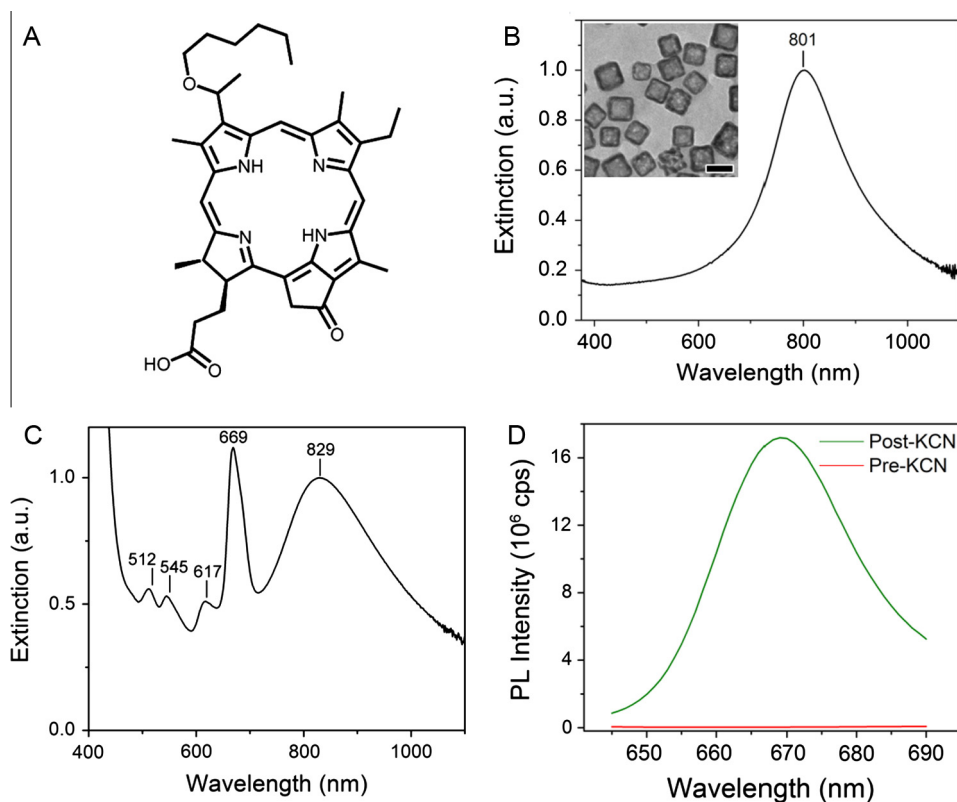 A
O
NH
N
N
HN
HO
O
O
B
801
Extinction (a.u.)
1.0
0.8
0.6
0.4
0.2
0.0
400 600 800 1000
Wavelength (nm)
C
669
829
512
545
617
Extinction (a.u.)
1.0
0.5
0.0
400 600 800 1000
Wavelength (nm)
D
Post-KCN
Pre-KCN
PL Intensity (10⁶ cps)
16
12
8
4
0
650 660 670 680 690
Wavelength (nm)